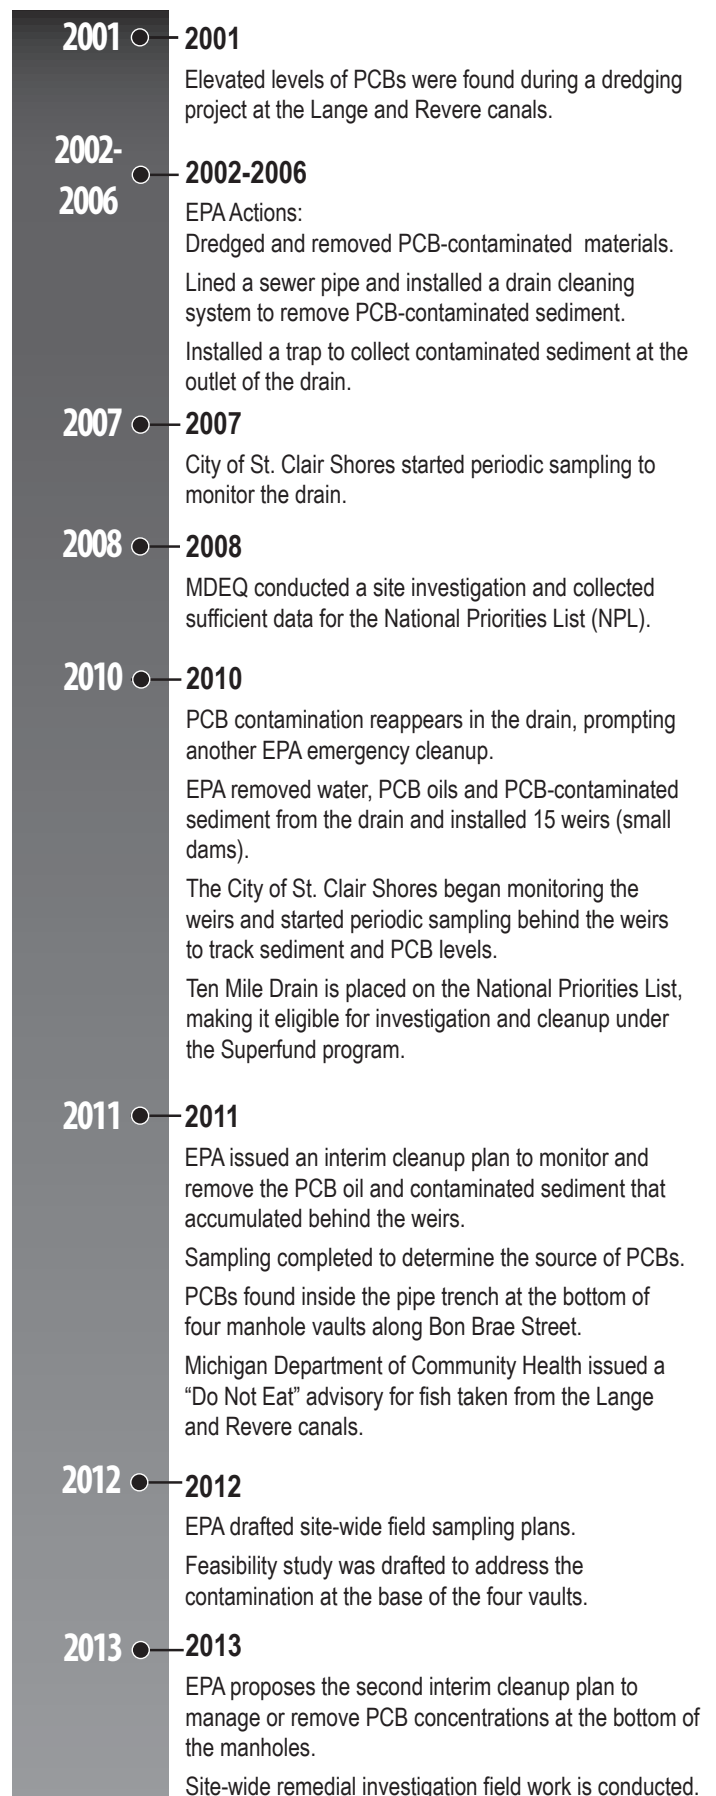 2001
2001
Elevated levels of PCBs were found during a dredging
project at the Lange and Revere canals.
2002-
2006
2002-2006
EPA Actions:
Dredged and removed PCB-contaminated materials.
Lined a sewer pipe and installed a drain cleaning
system to remove PCB-contaminated sediment.
Installed a trap to collect contaminated sediment at the
outlet of the drain.
2007
2007
City of St. Clair Shores started periodic sampling to
monitor the drain.
2008
2008
MDEQ conducted a site investigation and collected
sufficient data for the National Priorities List (NPL).
2010
2010
PCB contamination reappears in the drain, prompting
another EPA emergency cleanup.
EPA removed water, PCB oils and PCB-contaminated
sediment from the drain and installed 15 weirs (small
dams).
The City of St. Clair Shores began monitoring the
weirs and started periodic sampling behind the weirs
to track sediment and PCB levels.
Ten Mile Drain is placed on the National Priorities List,
making it eligible for investigation and cleanup under
the Superfund program.
2011
2011
EPA issued an interim cleanup plan to monitor and
remove the PCB oil and contaminated sediment that
accumulated behind the weirs.
Sampling completed to determine the source of PCBs.
PCBs found inside the pipe trench at the bottom of
four manhole vaults along Bon Brae Street.
Michigan Department of Community Health issued a
“Do Not Eat” advisory for fish taken from the Lange
and Revere canals.
2012
2012
EPA drafted site-wide field sampling plans.
Feasibility study was drafted to address the
contamination at the base of the four vaults.
2013
2013
EPA proposes the second interim cleanup plan to
manage or remove PCB concentrations at the bottom of
the manholes.
Site-wide remedial investigation field work is conducted.